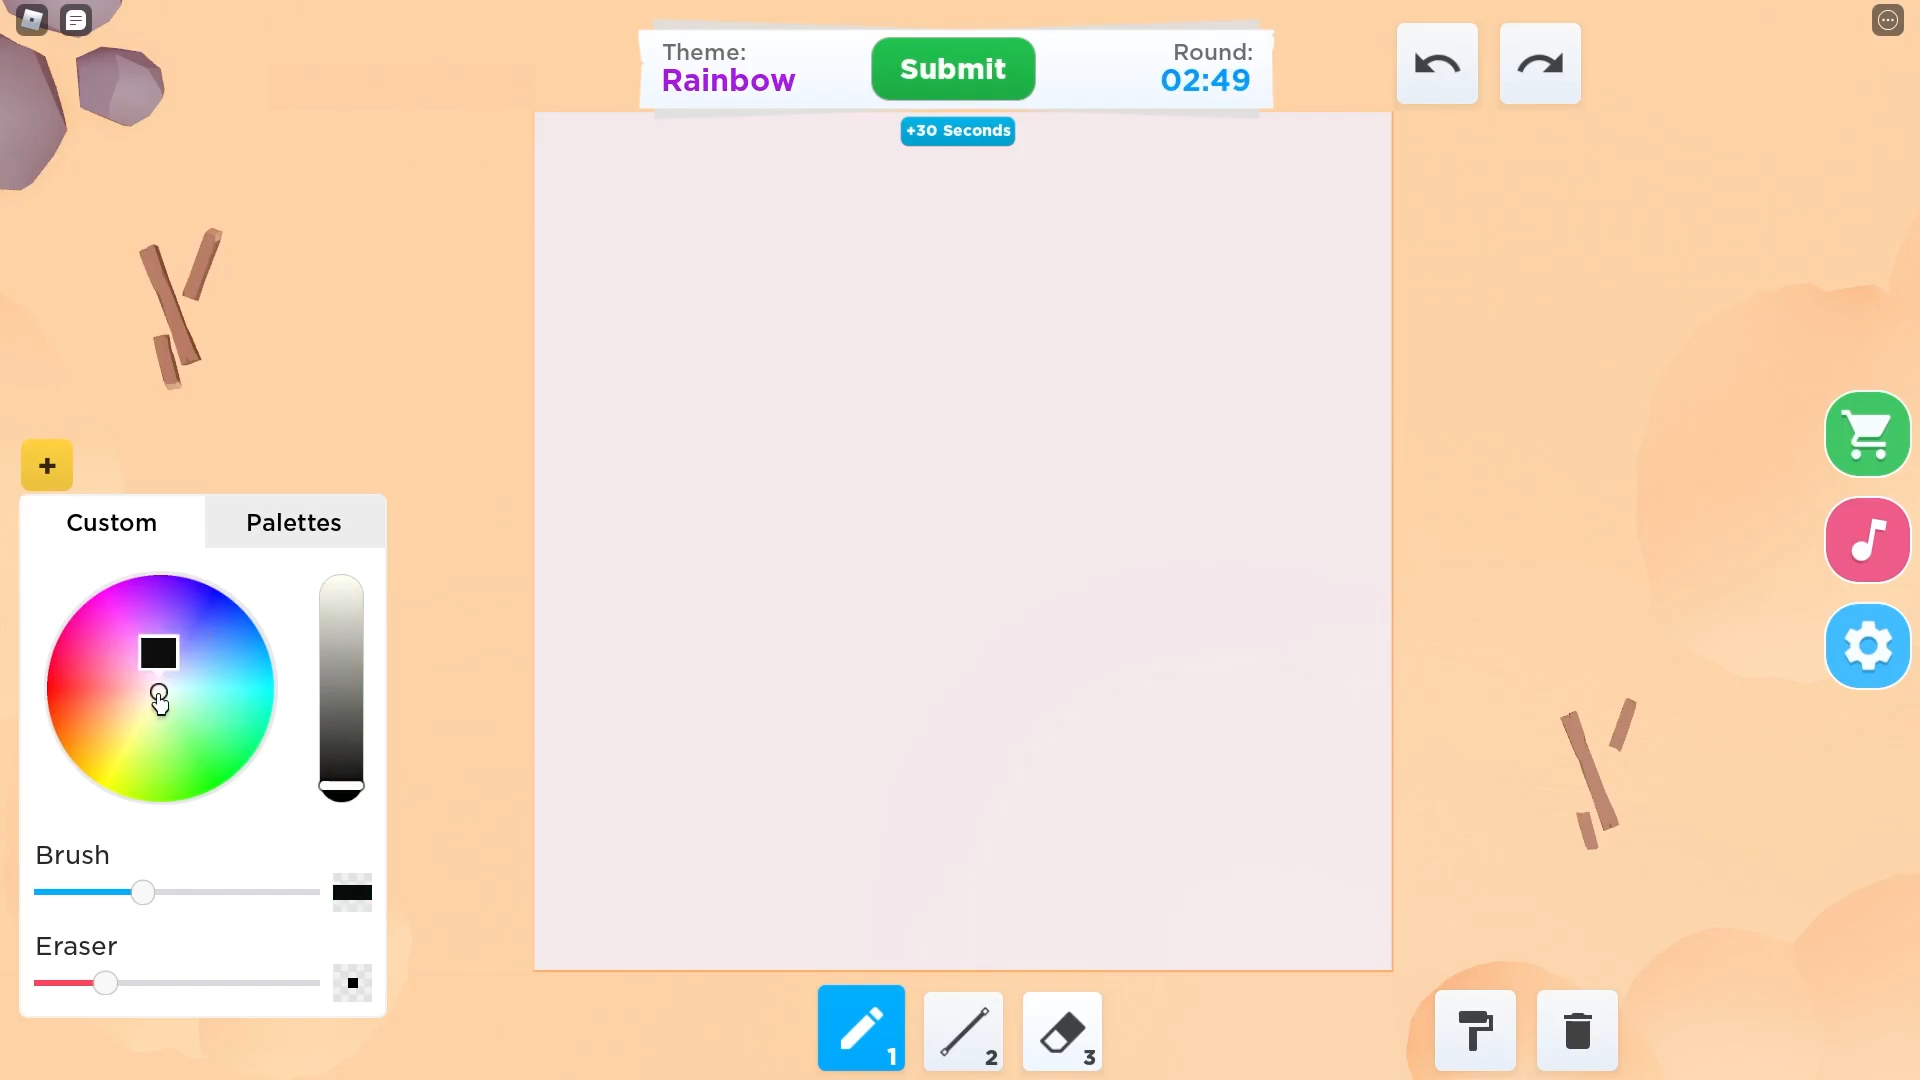 Theme:
Rainbow
Submit
Round:
02:49
+30 Seconds
+
Custom
Palettes
Brush
Eraser
1
2
3